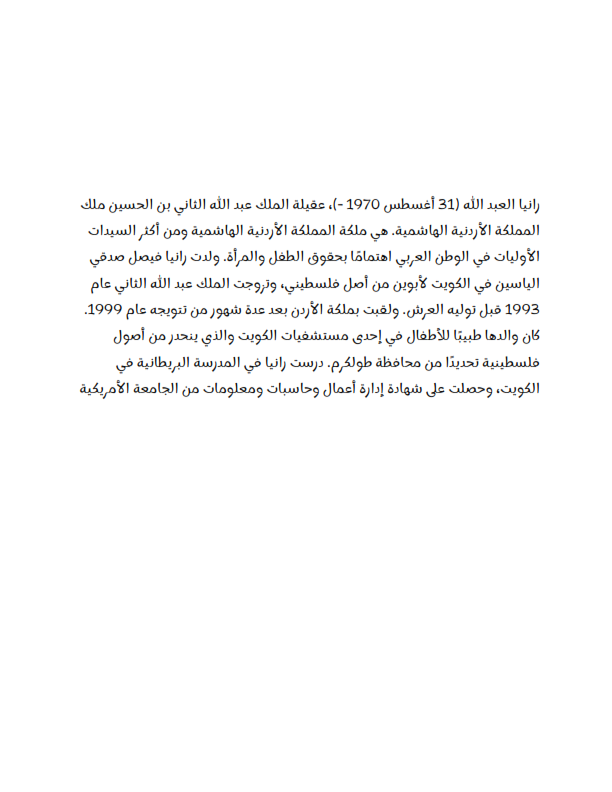 رانيا العبد الله (31 أغسطس 1970 -)، عقيلة الملك عبد الله الثاني بن الحسين ملك
المملكة الأردنية الهاشمية. هي ملكة المملكة الأردنية الهاشمية ومن أكثر السيدات
الأوليات في الوطن العربي اهتمامًا بحقوق الطفل والمرأة. ولدت رانيا فيصل صدقي
الياسين في الكويت لأبوين من أصل فلسطيني، وتزوجت الملك عبد الله الثاني عام
1993 قبل توليه العرش. ولقبت بملكة الأردن بعد عدة شهور من تتويجه عام 1999.
كان والدها طبيبًا للأطفال في إحدى مستشفيات الكويت والذي ينحدر من أصول
فلسطينية تحديدًا من محافظة طولكرم. درست رانيا في المدرسة البريطانية في
الكويت، وحصلت على شهادة إدارة أعمال وحاسبات ومعلومات من الجامعة الأمريكية